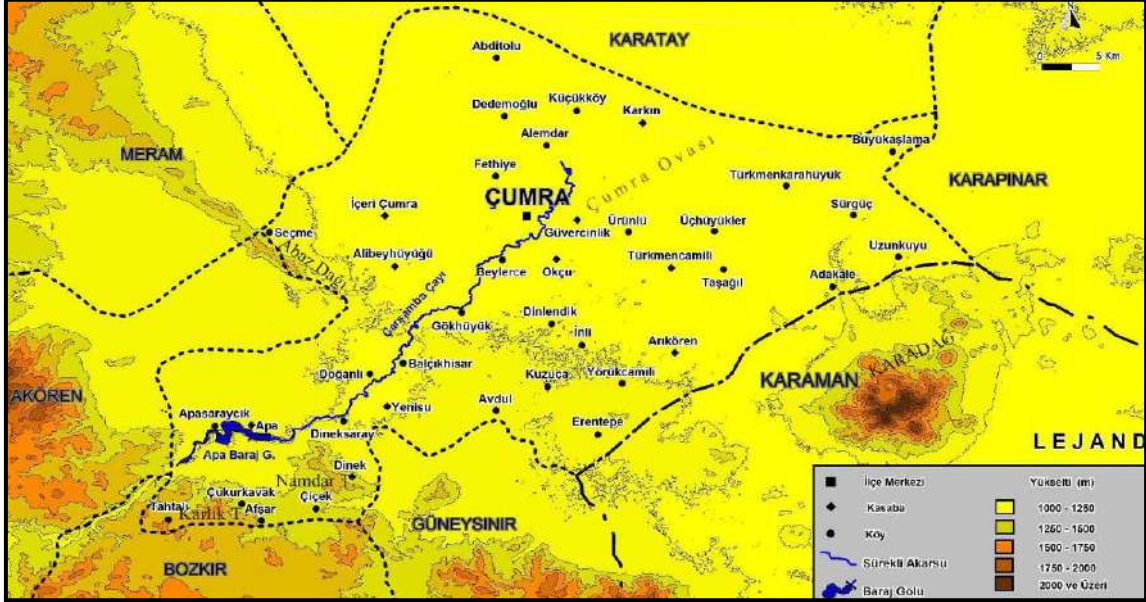 KARATAY
Abditolu
5 Km
0
Küçükköy
Dedemoğlu
Karkın
Alemdar
Büyükaşlama
MERAM
Fethiye
Çumra Ovası
Türkmenkarahüyük
KARAPINAR
ÇUMRA
İçeri Çumra
Sürgüç
Güvercinlik
Ürünlü
Üçhüyükler
Seçme
Abaz Dağı
Alibeyhüyüğü
Uzunkuyu
Beylerce
Okçu
Türkmencamili
Taşağıl
Adakale
Çarşamba Çayı
Gökhüyük
Dinlendik
İnli
Arıkören
KARADAĞ
Balçıkhisar
Doğanlı
Kuzuca
Yörükcamili
KARAMAN
AKÖREN
Yenisu
Avdul
Apasaraycık
Apa
Dineksaray
Erentepe
Apa Baraj G.
LEJAND
Dinek
Namdar T.
Çukurkavak
Çiçek
Tahtalı
Karlık T.
Afşar
GÜNEYSINIR
BOZKIR
İlçe Merkezi
Kasaba
Köy
Sürekli Akarsu
Baraj Gölü
Yükselti (m)
1000 - 1250
1250 - 1500
1500 - 1750
1750 - 2000
2000 ve Üzeri